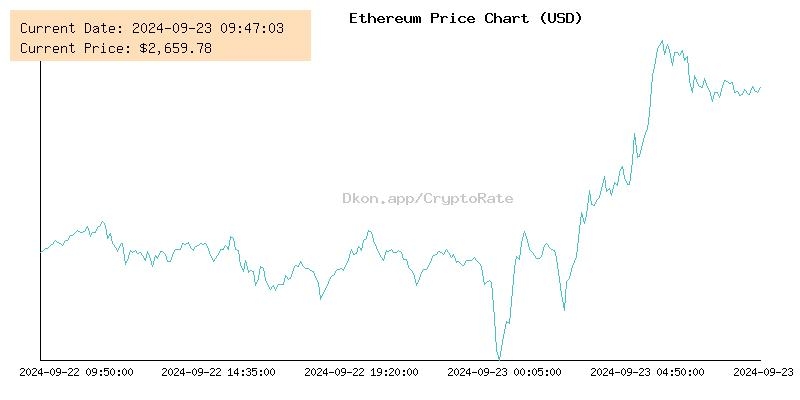 Ethereum Price Chart (USD)
Current Date: 2024-09-23 09:47:03
Current Price: $2,659.78
Dkon.app/CryptoRate
2024-09-22 09:50:00 2024-09-22 14:35:00 2024-09-22 19:20:00 2024-09-23 00:05:00 2024-09-23 04:50:00 2024-09-23